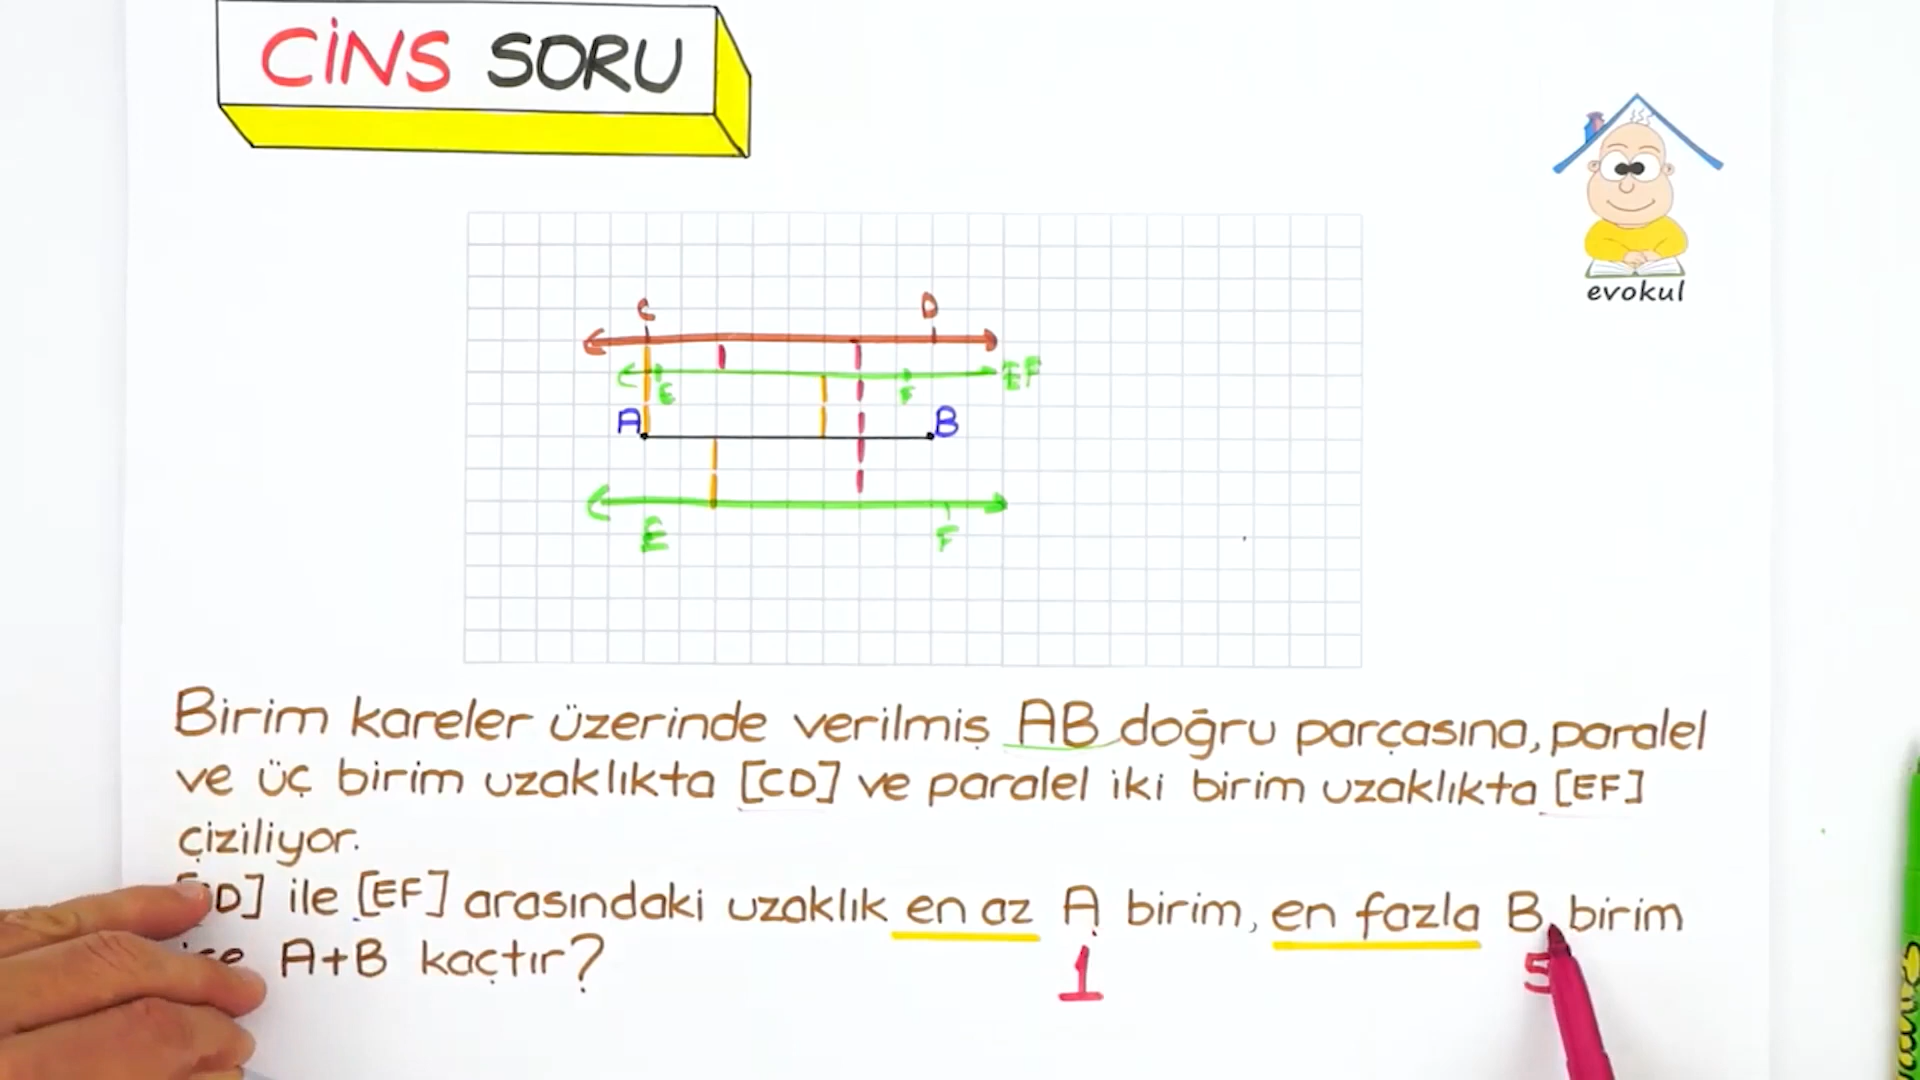 CİNS SORU
evokul
C D
E F EF
A B
E F
Birim kareler üzerinde verilmiş AB doğru parçasına, paralel
ve üç birim uzaklıkta [CD] ve paralel iki birim uzaklıkta [EF]
çiziliyor.
D] ile [EF] arasındaki uzaklık en az A birim, en fazla B birim
A+B kaçtır?
1 5